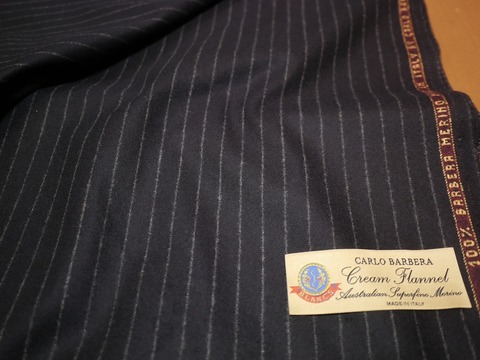 100% BARBERA MERINO
CARLO BARBERA
Cream Flannel
Australian Superfine Merino
MADE IN ITALY